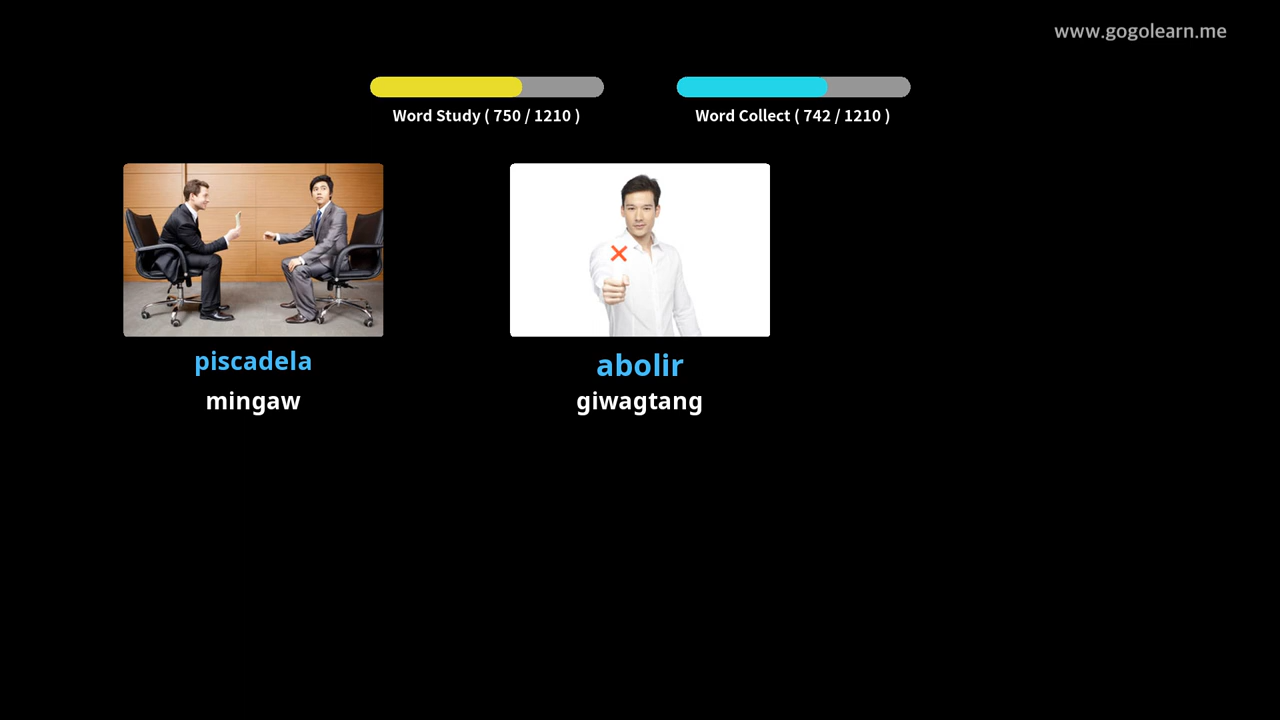 www.gogolearn.me
Word Study ( 750 / 1210 )
Word Collect ( 742 / 1210 )
piscadela
mingaw
abolir
giwagtang